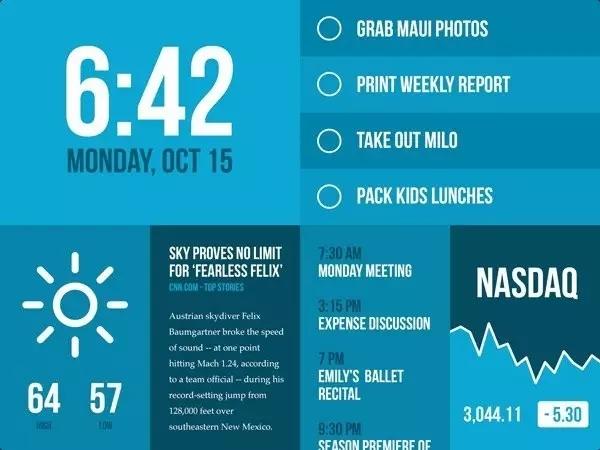 6:42
MONDAY, OCT 15
GRAB MAUI PHOTOS
PRINT WEEKLY REPORT
TAKE OUT MILO
PACK KIDS LUNCHES
64 57
HIGH LOW
SKY PROVES NO LIMIT
FOR 'FEARLESS FELIX'
CNN.COM - TOP STORIES
Austrian skydiver Felix
Baumgartner broke the speed
of sound -- at one point
hitting Mach 1.24, according
to a team official -- during his
record-setting jump from
128,000 feet over
southeastern New Mexico.
7:30 AM
MONDAY MEETING
3:15 PM
EXPENSE DISCUSSION
7 PM
EMILY'S BALLET
RECITAL
9:30 PM
SEASON PREMIERE OF
NASDAQ
3,044.11 - 5.30